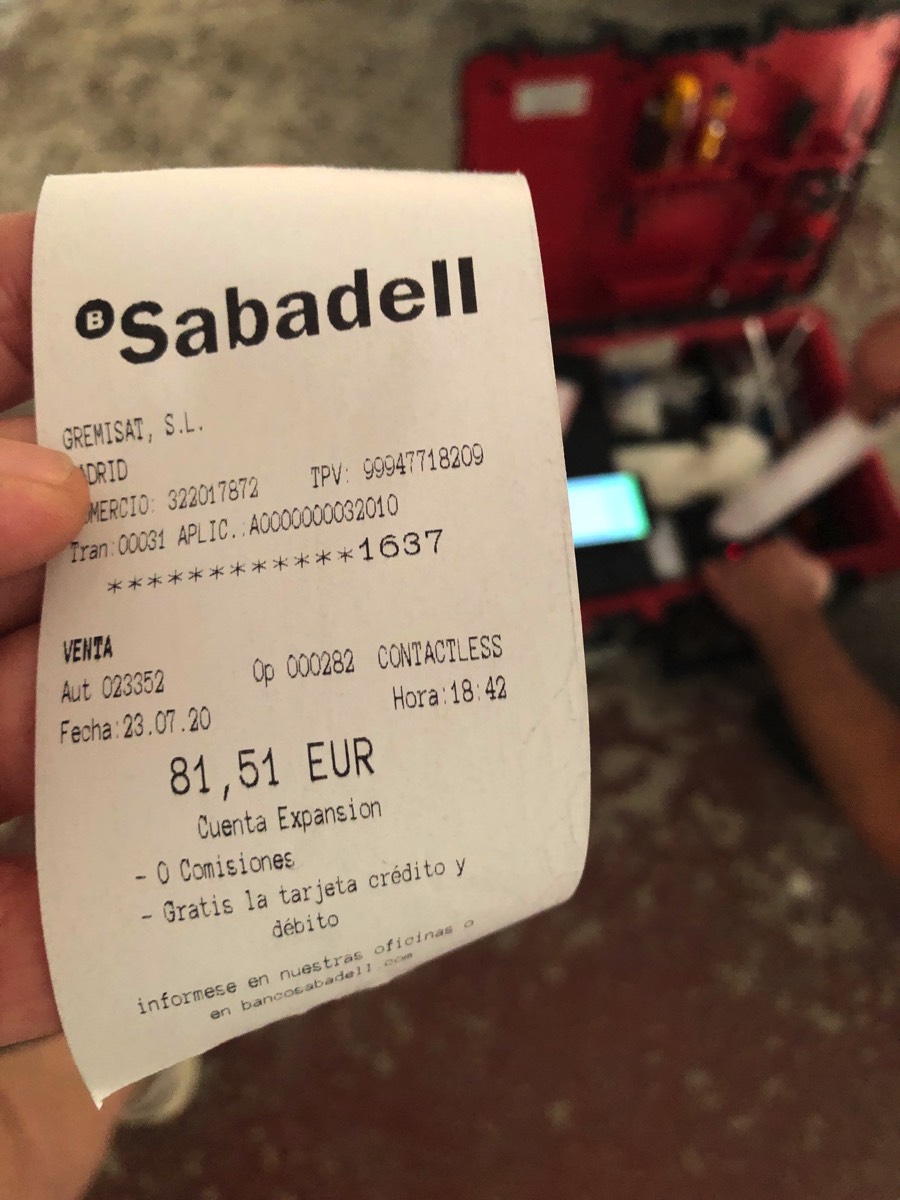 BSabadell
GREMISAT, S.L.
ADRID
MERCIO: 322017872 TPV: 99947718209
Tran:00031 APLIC.:A0000000032010
************1637
VENTA
Aut 023352 Op 000282 CONTACTLESS
Fecha:23.07.20 Hora:18:42
81,51 EUR
Cuenta Expansion
- 0 Comisiones
- Gratis la tarjeta crédito y
débito
informese en nuestras oficinas o
en bancosabadell.com